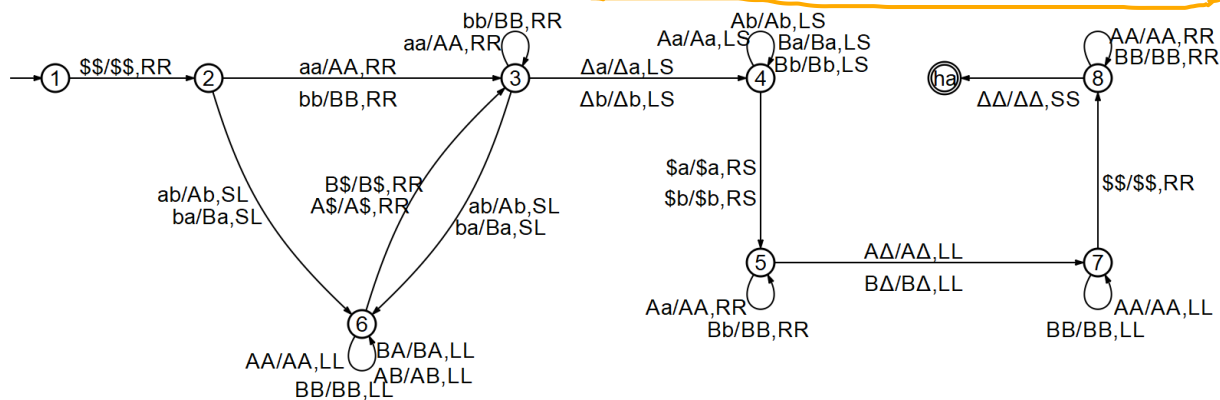 bb/BB,RR
aa/AA,RR
Ab/Ab,LS
Aa/Aa,LS
Ba/Ba,LS
Bb/Bb,LS
AA/AA,RR
BB/BB,RR
1
$$/$$,RR
2
aa/AA,RR
bb/BB,RR
3
Δa/Δa,LS
Δb/Δb,LS
4
ha
ΔΔ/ΔΔ,SS
8
ab/Ab,SL
ba/Ba,SL
B$/B$,RR
A$/A$,RR
ab/Ab,SL
ba/Ba,SL
$a/$a,RS
$b/$b,RS
$$/$$,RR
5
AΔ/AΔ,LL
BΔ/BΔ,LL
7
Aa/AA,RR
Bb/BB,RR
AA/AA,LL
BB/BB,LL
6
AA/AA,LL
BA/BA,LL
AB/AB,LL
BB/BB,LL